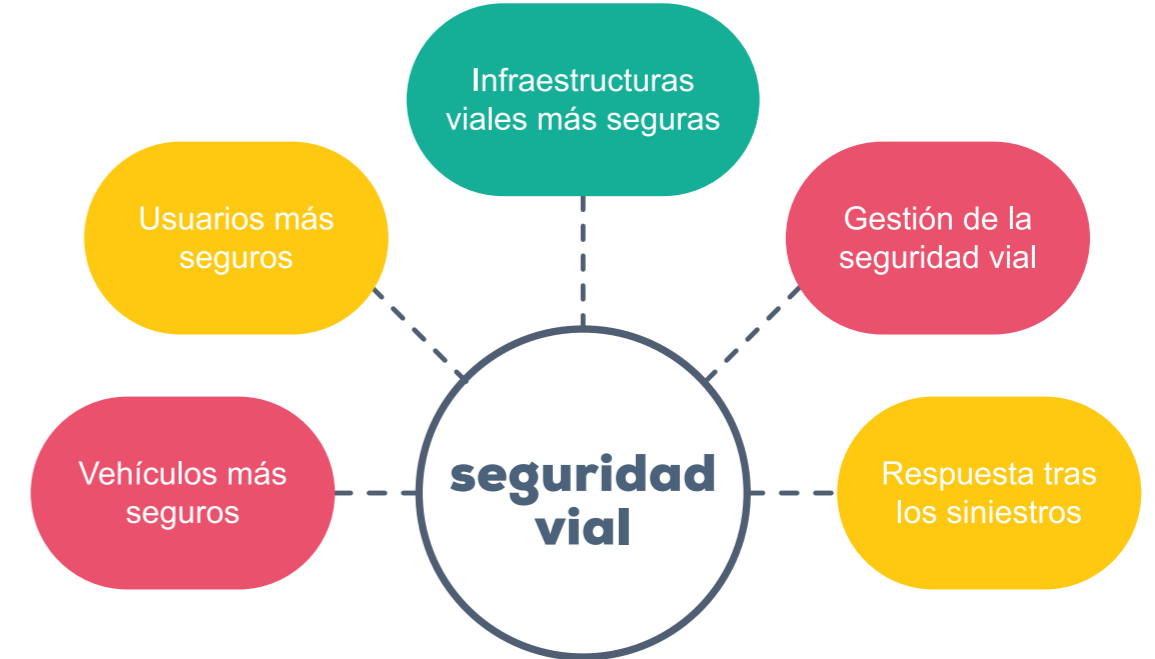 Infraestructuras
viales más seguras
Usuarios más
seguros
Gestión de la
seguridad vial
Vehículos más
seguros
seguridad
vial
Respuesta tras
los siniestros